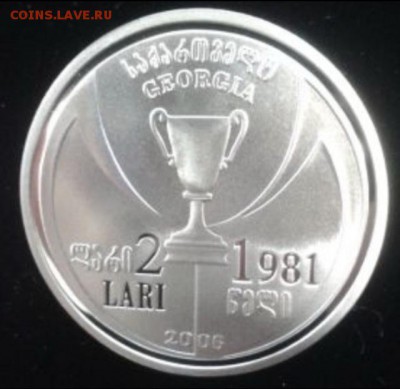 COINS.LAVE.RU
საქართველო
GEORGIA
ლარი 2 1981
LARI წელი
2006